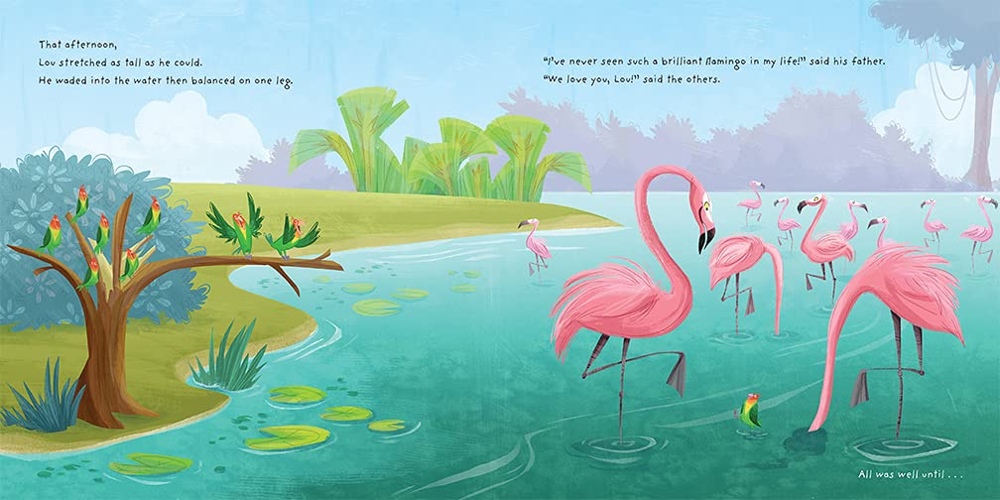 That afternoon,
Lou stretched as tall as he could.
He waded into the water then balanced on one leg.
“I’ve never seen such a brilliant flamingo in my life!” said his father.
“We love you, Lou!” said the others.
All was well until . . .